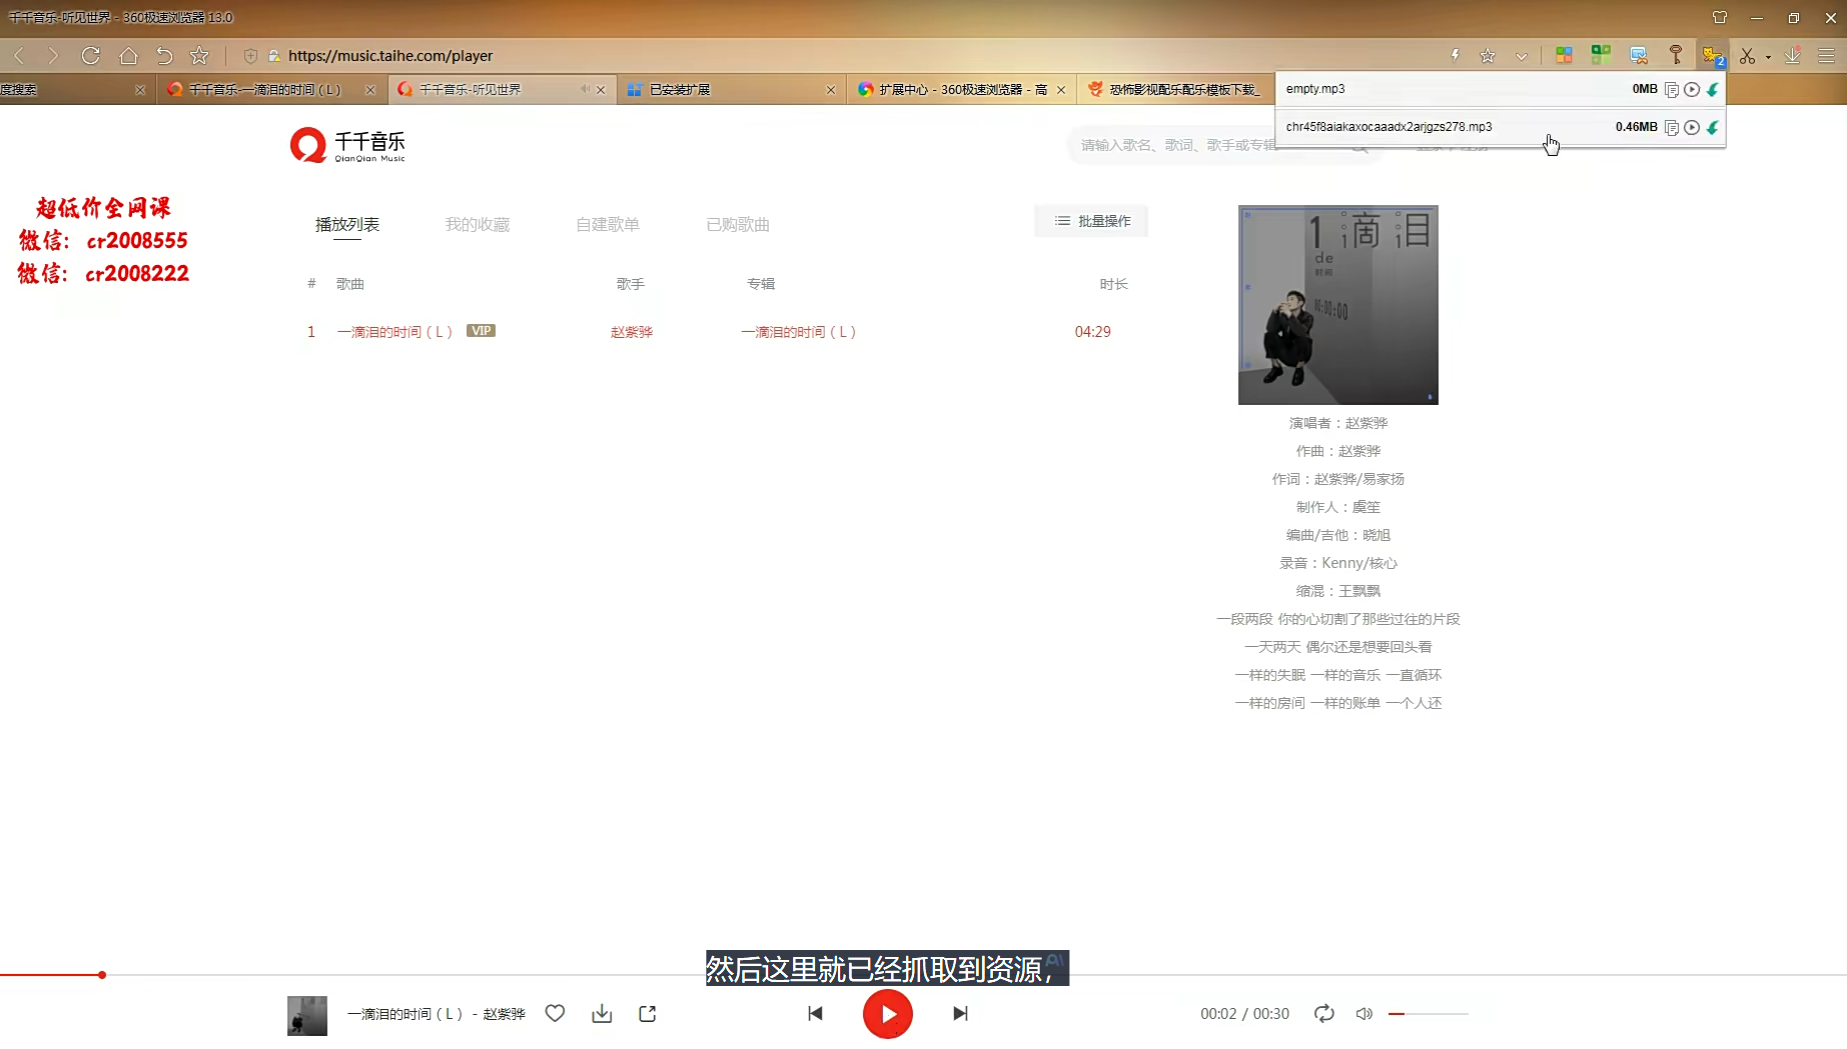 千千音乐-听见世界 - 360极速浏览器 13.0
https://music.taihe.com/player
2
度搜索
千千音乐-一滴泪的时间（L）
千千音乐-听见世界
已安装扩展
扩展中心 - 360极速浏览器 - 高
恐怖影视配乐配乐模板下载_
empty.mp3 0MB
chr45f8aiakaxocaaadx2arjgzs278.mp3 0.46MB
千千音乐
QianQian Music
请输入歌名、歌词、歌手或专辑
超低价全网课
微信: cr2008555
微信: cr2008222
播放列表 我的收藏 自建歌单 已购歌曲
批量操作
# 歌曲 歌手 专辑 时长
1 一滴泪的时间（L） VIP 赵紫骅 一滴泪的时间（L） 04:29
1 滴 泪
de
时间
00:00:00
演唱者：赵紫骅
作曲：赵紫骅
作词：赵紫骅/易家扬
制作人：虞笙
编曲/吉他：晓旭
录音：Kenny/核心
缩混：王飘飘
一段两段 你的心切割了那些过往的片段
一天两天 偶尔还是想要回头看
一样的失眠 一样的音乐 一直循环
一样的房间 一样的账单 一个人还
然后这里就已经抓取到资源，
AI
一滴泪的时间（L） - 赵紫骅
00:02 / 00:30